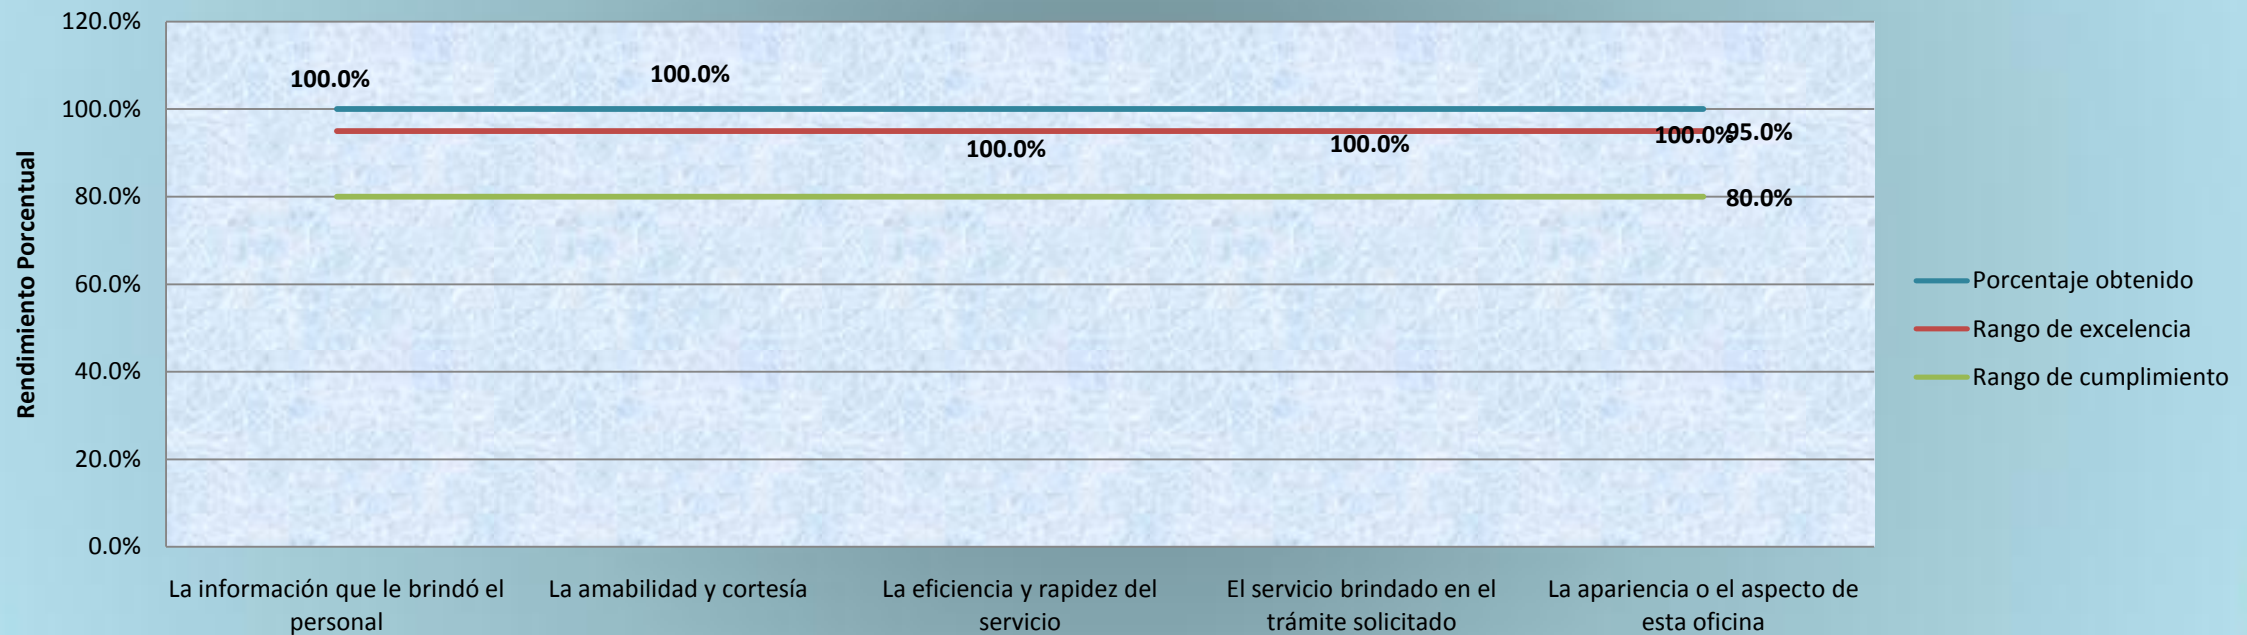 120.0%
100.0%
80.0%
60.0%
40.0%
20.0%
0.0%
Rendimiento Porcentual
100.0%
100.0%
100.0%
100.0%
100.0%
95.0%
80.0%
La información que le brindó el
personal
La amabilidad y cortesía
La eficiencia y rapidez del
servicio
El servicio brindado en el
trámite solicitado
La apariencia o el aspecto de
esta oficina
Porcentaje obtenido
Rango de excelencia
Rango de cumplimiento